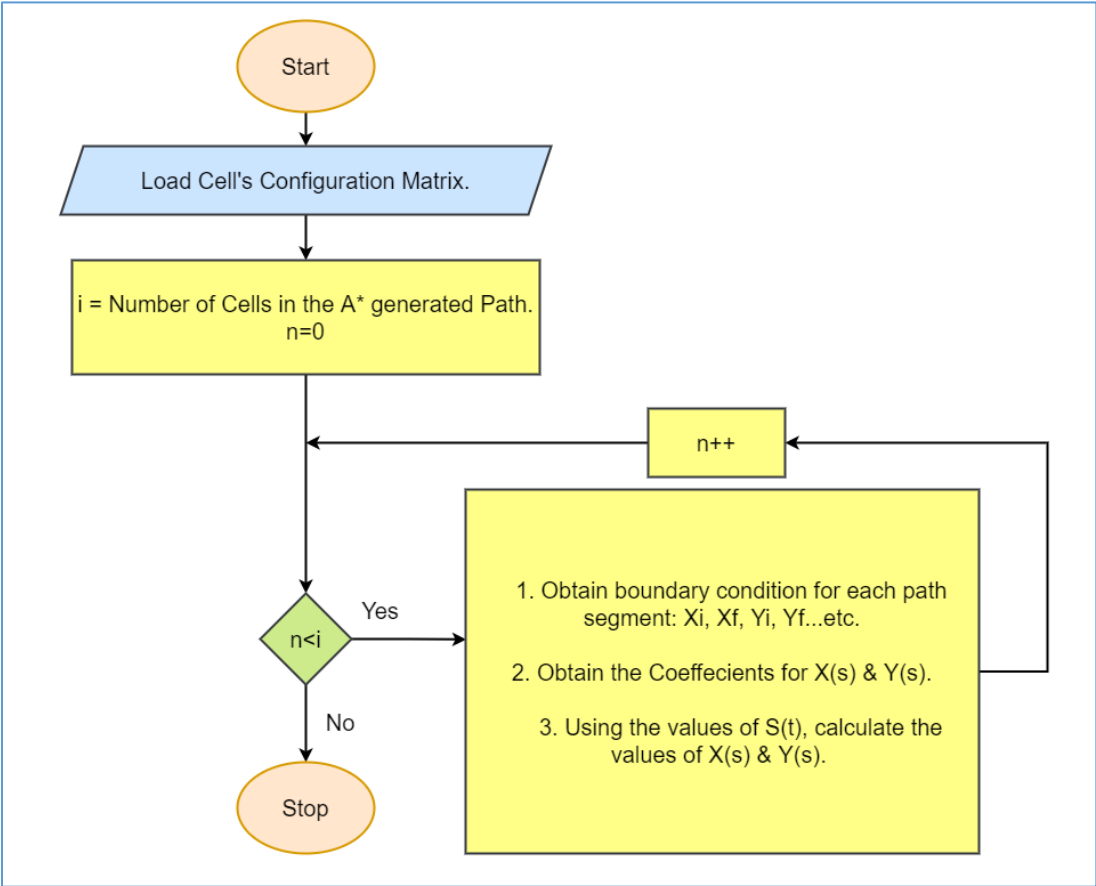 Start
Load Cell's Configuration Matrix.
i = Number of Cells in the A* generated Path.
n=0
n++
n<i
Yes
No
1. Obtain boundary condition for each path
segment: Xi, Xf, Yi, Yf...etc.
2. Obtain the Coeffecients for X(s) & Y(s).
3. Using the values of S(t), calculate the
values of X(s) & Y(s).
Stop